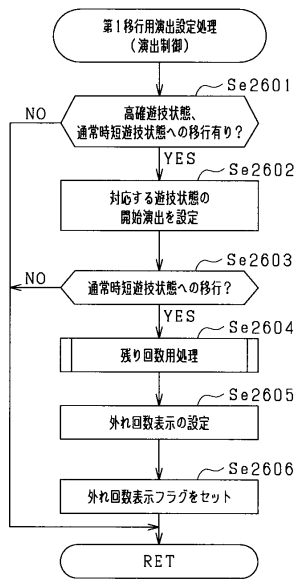 第1移行用演出設定処理
(演出制御)
Se2601
高確遊技状態、
通常時短遊技状態への移行有り?
NO
YES
Se2602
対応する遊技状態の
開始演出を設定
Se2603
通常時短遊技状態への移行?
NO
YES
Se2604
残り回数用処理
Se2605
外れ回数表示の設定
Se2606
外れ回数表示フラグをセット
RET